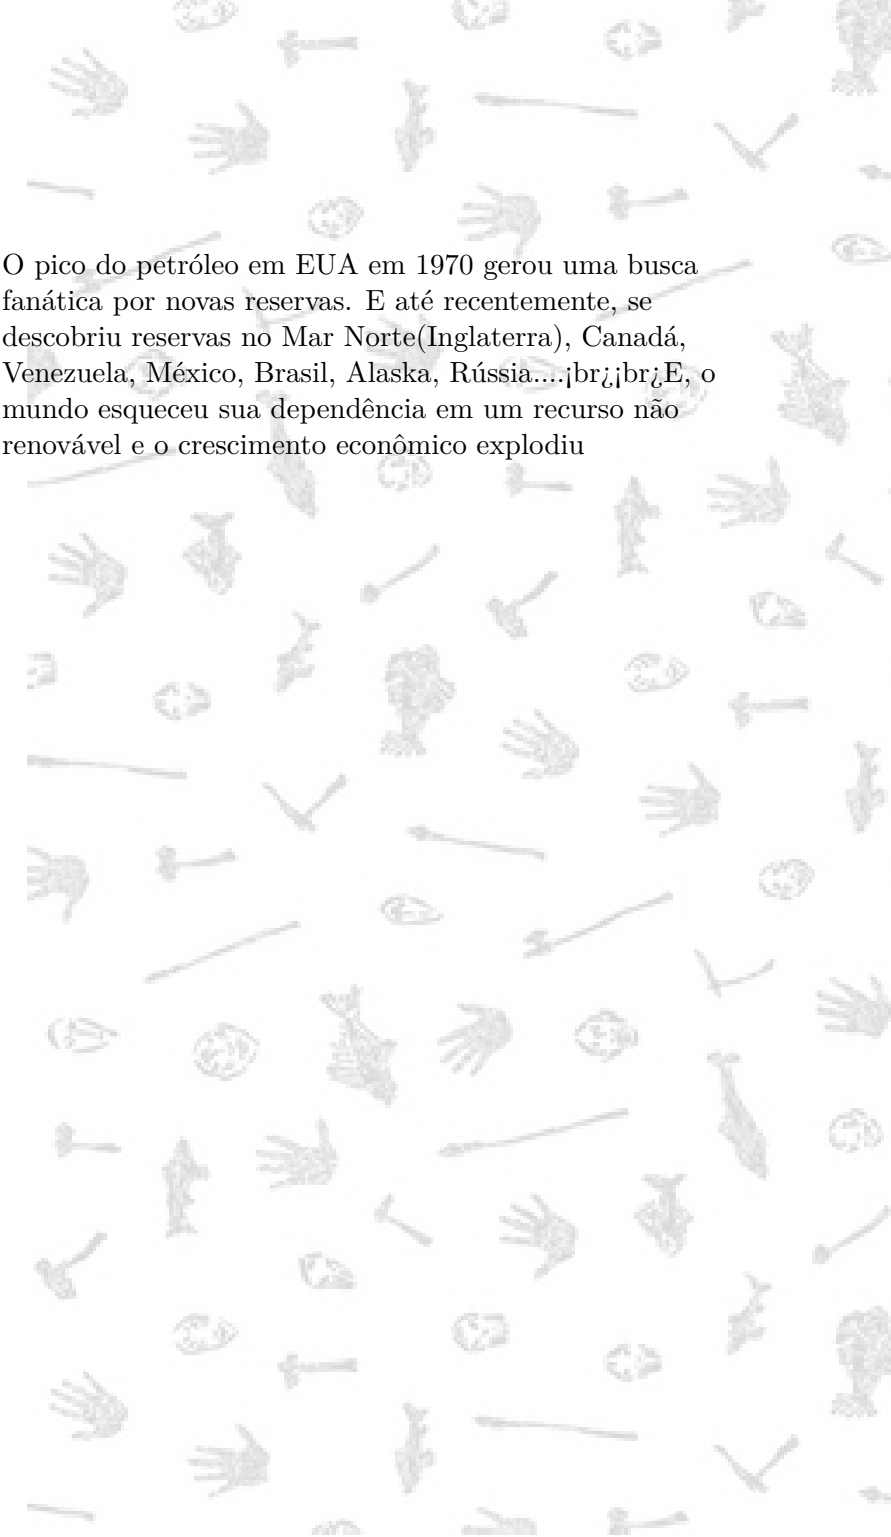 O pico do petróleo em EUA em 1970 gerou uma busca
fanática por novas reservas. E até recentemente, se
descobriu reservas no Mar Norte(Inglaterra), Canadá,
Venezuela, México, Brasil, Alaska, Rússia....¡br¿¡br¿E, o
mundo esqueceu sua dependência em um recurso não
renovável e o crescimento econômico explodiu